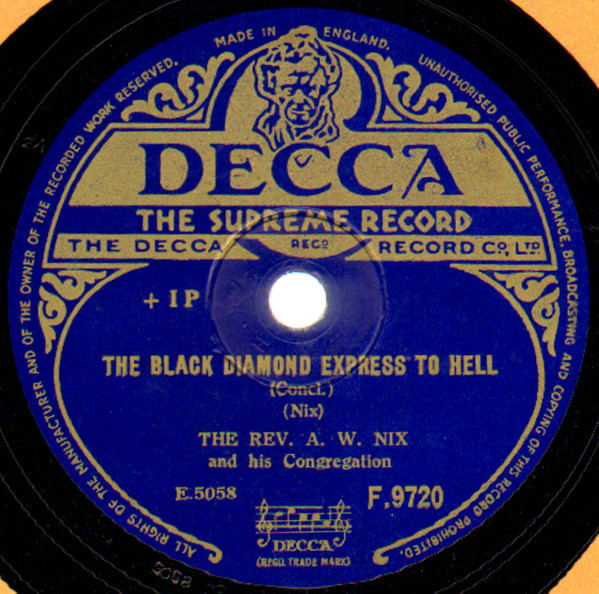 MADE IN ENGLAND.
DECCA
THE SUPREME RECORD
THE DECCA REGD RECORD CO., LTD.
+ 1 P
THE BLACK DIAMOND EXPRESS TO HELL
(Concl.)
(Nix)
THE REV. A. W. NIX
and his Congregation
E.5058 F.9720
DECCA
(REGD. TRADE MARK)
ALL RIGHTS OF THE MANUFACTURER AND OF THE OWNER OF THE RECORDED WORK RESERVED.
UNAUTHORISED PUBLIC PERFORMANCE, BROADCASTING AND COPYING OF THIS RECORD PROHIBITED.